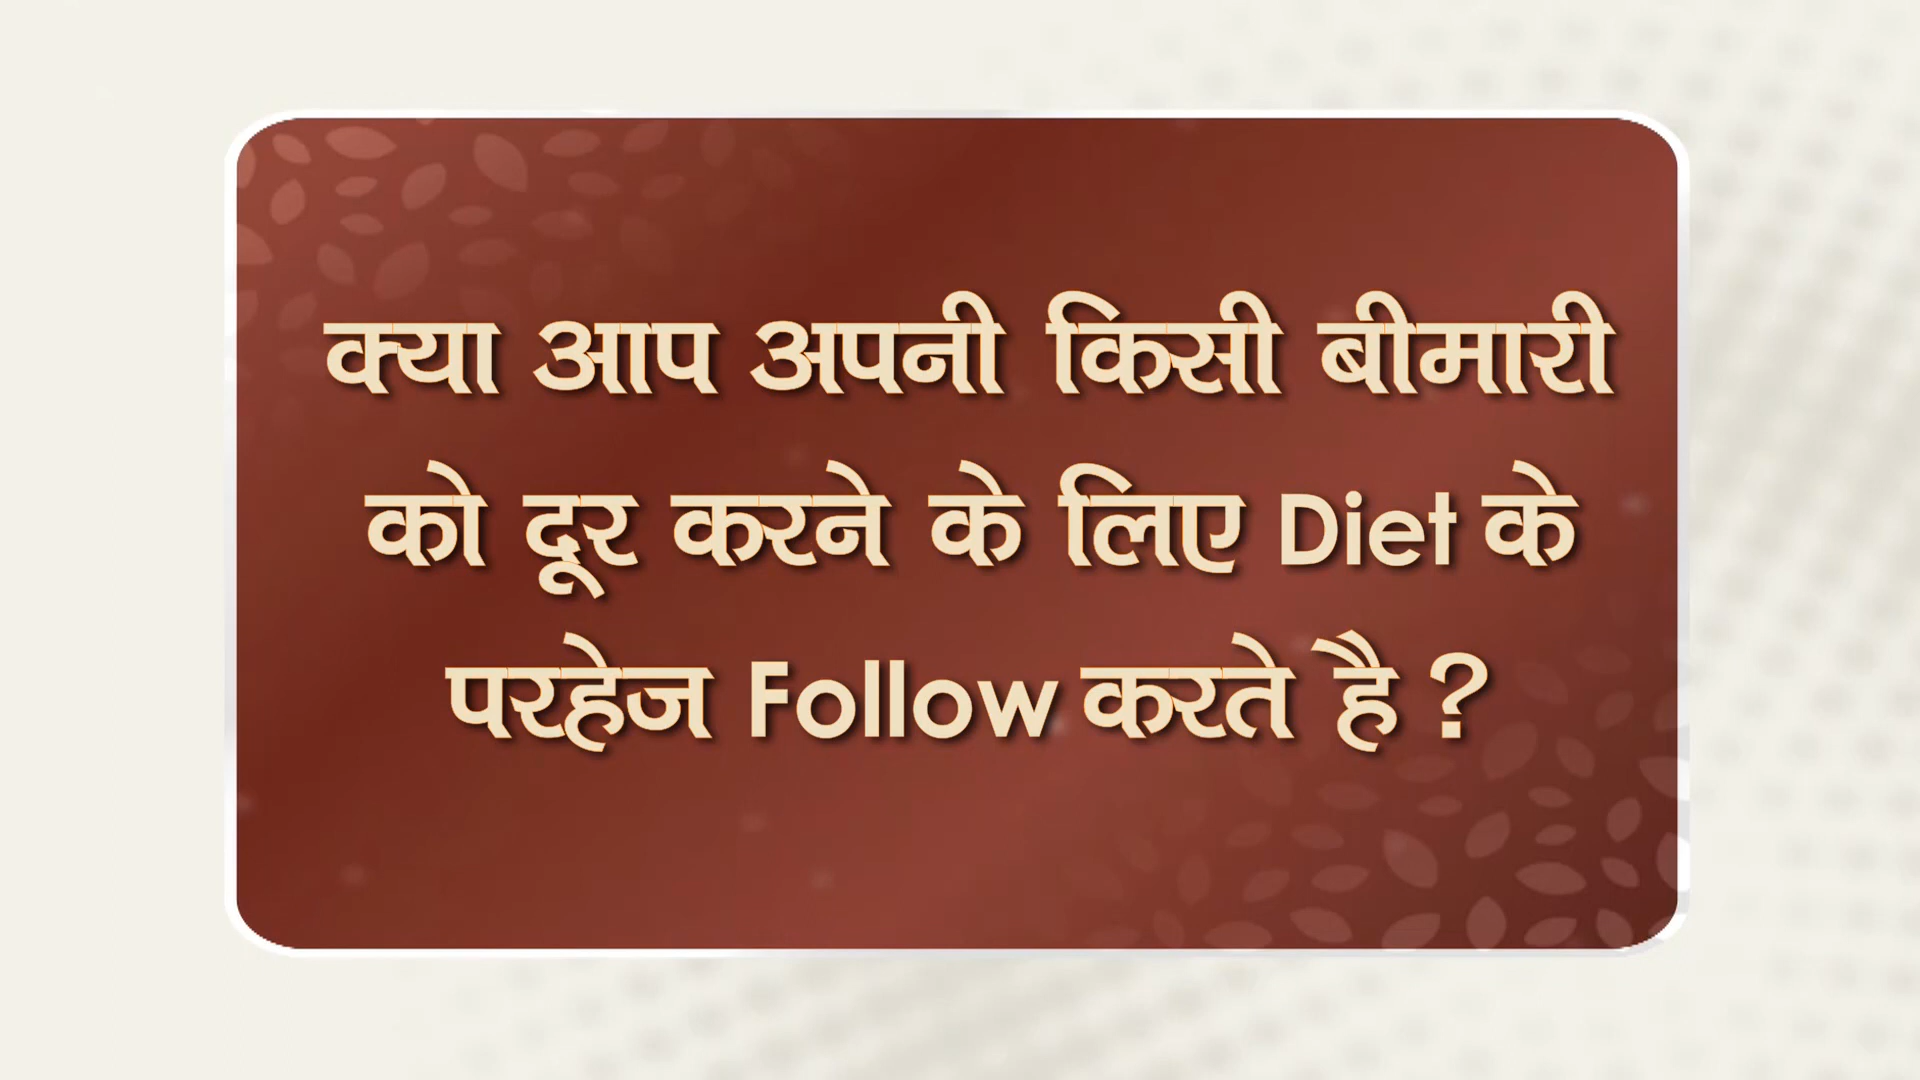 क्या आप अपनी किसी बीमारी
को दूर करने के लिए Diet के
परहेज Follow करते है ?